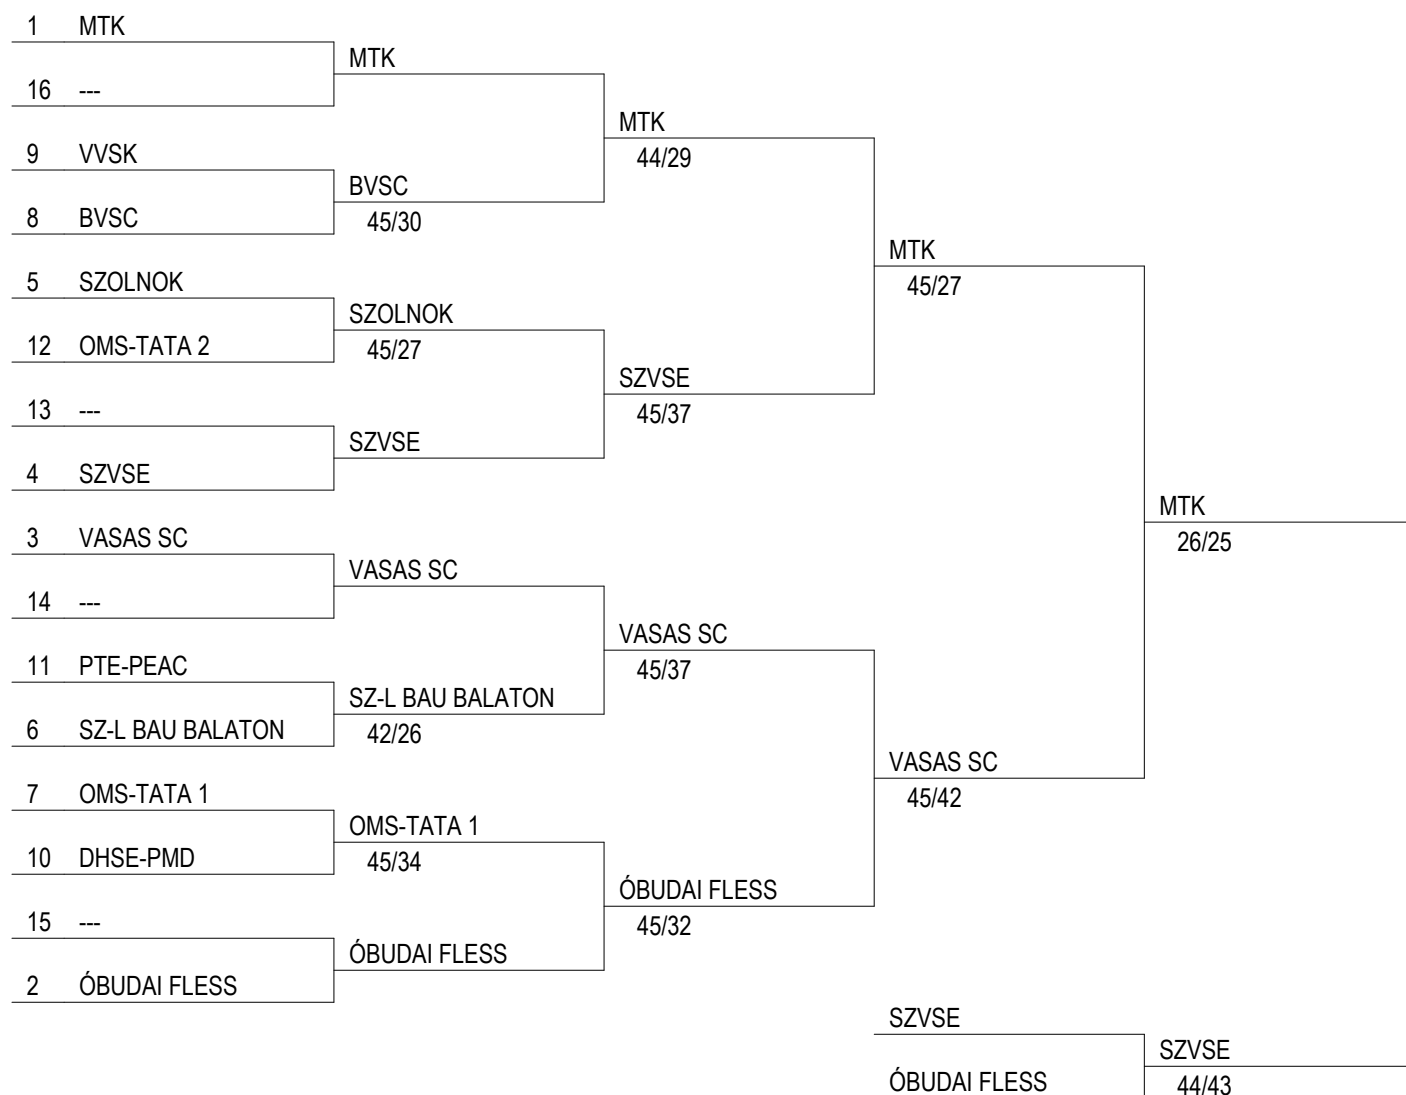 1 MTK
MTK
16 ---
MTK
44/29
9 VVSK
BVSC
45/30
8 BVSC
MTK
45/27
5 SZOLNOK
SZOLNOK
45/27
12 OMS-TATA 2
SZVSE
45/37
13 ---
SZVSE
4 SZVSE
MTK
26/25
3 VASAS SC
VASAS SC
14 ---
VASAS SC
45/37
11 PTE-PEAC
SZ-L BAU BALATON
42/26
6 SZ-L BAU BALATON
VASAS SC
45/42
7 OMS-TATA 1
OMS-TATA 1
45/34
10 DHSE-PMD
ÓBUDAI FLESS
45/32
15 ---
ÓBUDAI FLESS
2 ÓBUDAI FLESS
SZVSE
SZVSE
44/43
ÓBUDAI FLESS